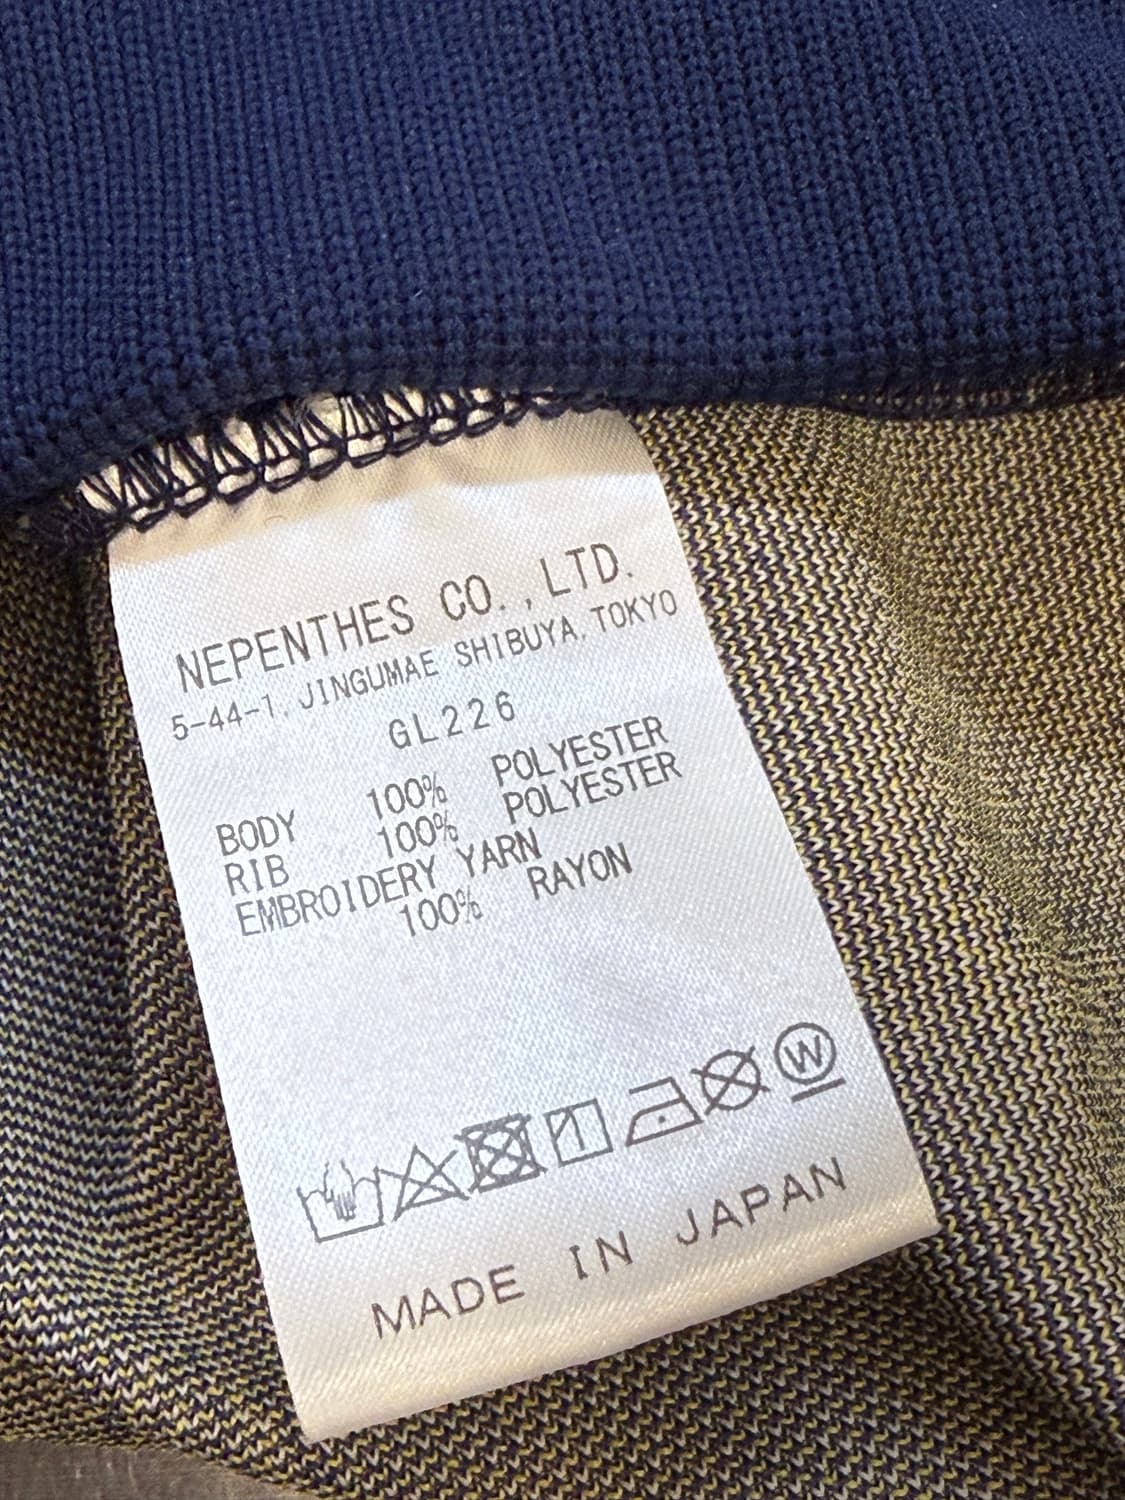 NEPENTHES CO. , LTD.
5-44-1, JINGUMAE SHIBUYA, TOKYO
GL226
BODY 100% POLYESTER
RIB 100% POLYESTER
EMBROIDERY YARN
100% RAYON
W
MADE IN JAPAN